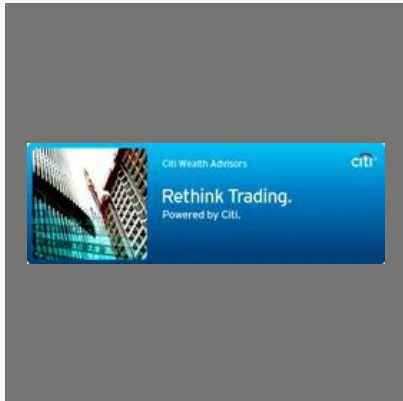 Citi Wealth Advisors
citi
Rethink Trading.
Powered by Citi.